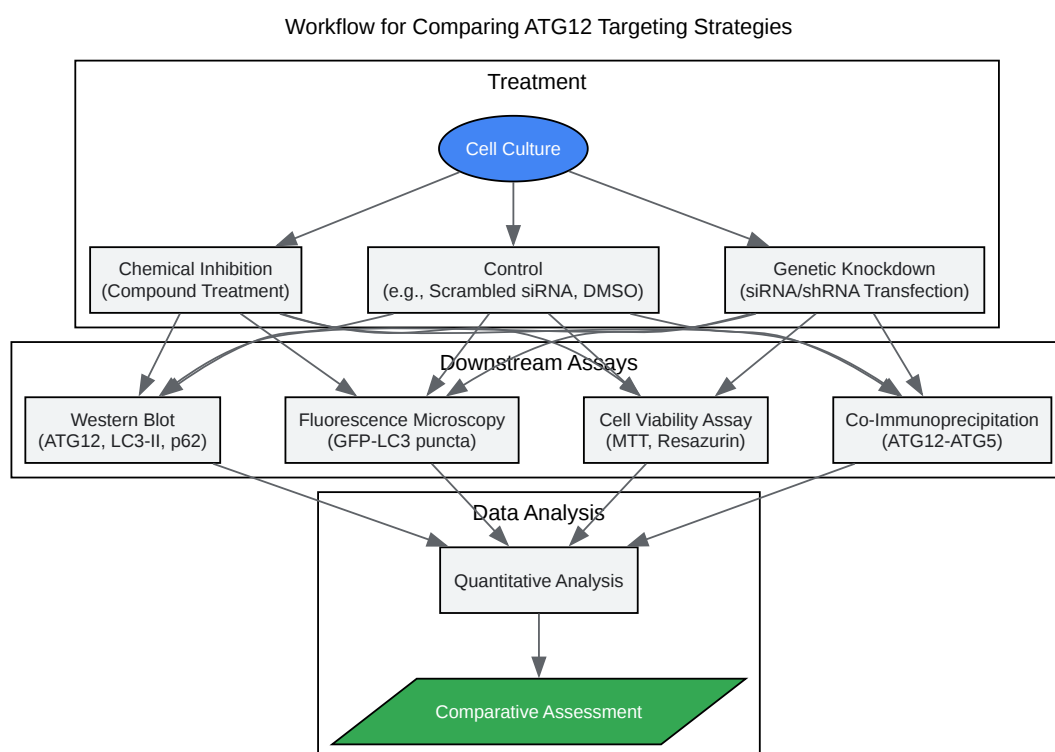 Workflow for Comparing ATG12 Targeting Strategies
Treatment
Cell Culture
Chemical Inhibition
(Compound Treatment)
Control
(e.g., Scrambled siRNA, DMSO)
Genetic Knockdown
(siRNA/shRNA Transfection)
Downstream Assays
Western Blot
(ATG12, LC3-II, p62)
Fluorescence Microscopy
(GFP-LC3 puncta)
Cell Viability Assay
(MTT, Resazurin)
Co-Immunoprecipitation
(ATG12-ATG5)
Data Analysis
Quantitative Analysis
Comparative Assessment